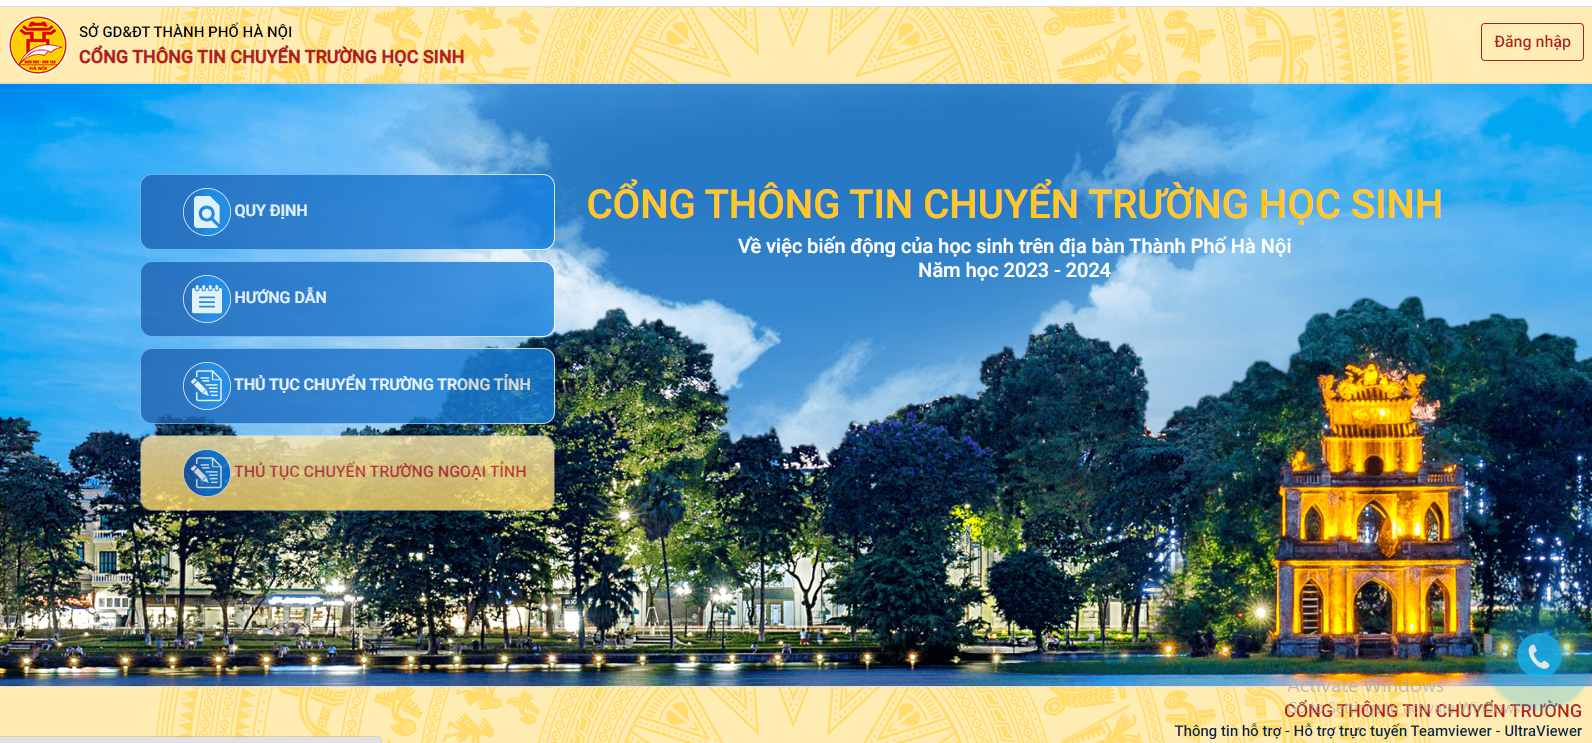 SỞ GD&ĐT THÀNH PHỐ HÀ NỘI
CỔNG THÔNG TIN CHUYỂN TRƯỜNG HỌC SINH
Đăng nhập
QUY ĐỊNH
HƯỚNG DẪN
THỦ TỤC CHUYỂN TRƯỜNG TRONG TỈNH
THỦ TỤC CHUYỂN TRƯỜNG NGOẠI TỈNH
CỔNG THÔNG TIN CHUYỂN TRƯỜNG HỌC SINH
Về việc biến động của học sinh trên địa bàn Thành Phố Hà Nội
Năm học 2023 - 2024
Activate Windows
CỔNG THÔNG TIN CHUYỂN TRƯỜNG
Thông tin hỗ trợ - Hỗ trợ trực tuyến Teamviewer - UltraViewer